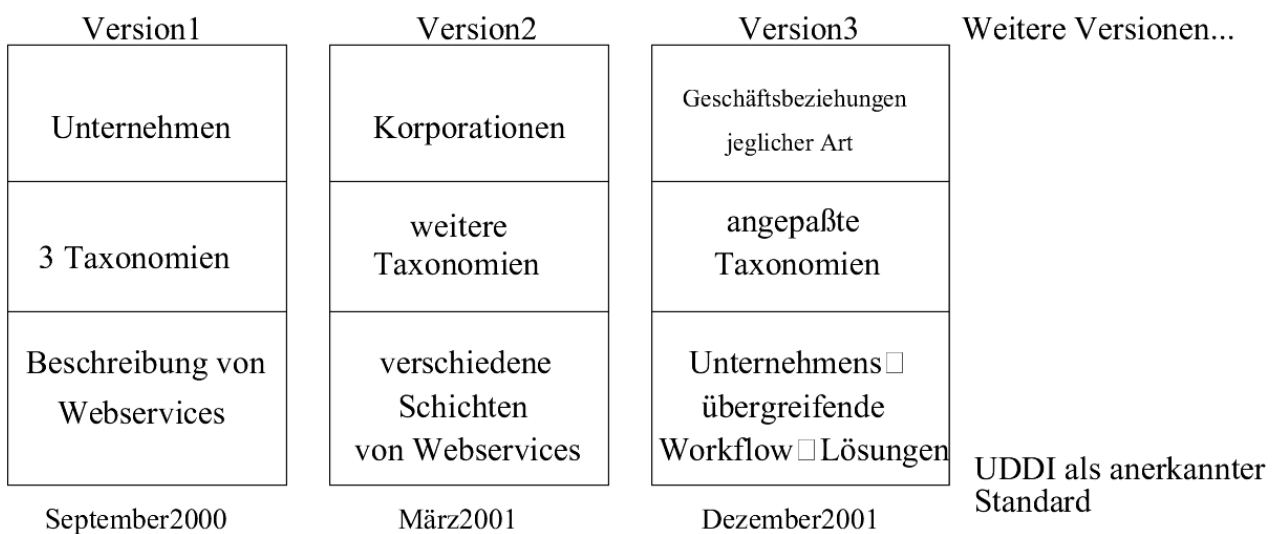 Version1
Unternehmen
3 Taxonomien
Beschreibung von
Webservices
September2000
Version2
Korporationen
weitere
Taxonomien
verschiedene
Schichten
von Webservices
März2001
Version3
Geschäftsbeziehungen
jeglicher Art
angepaßte
Taxonomien
Unternehmens□
übergreifende
Workflow□Lösungen
Dezember2001
Weitere Versionen...
UDDI als anerkannter
Standard